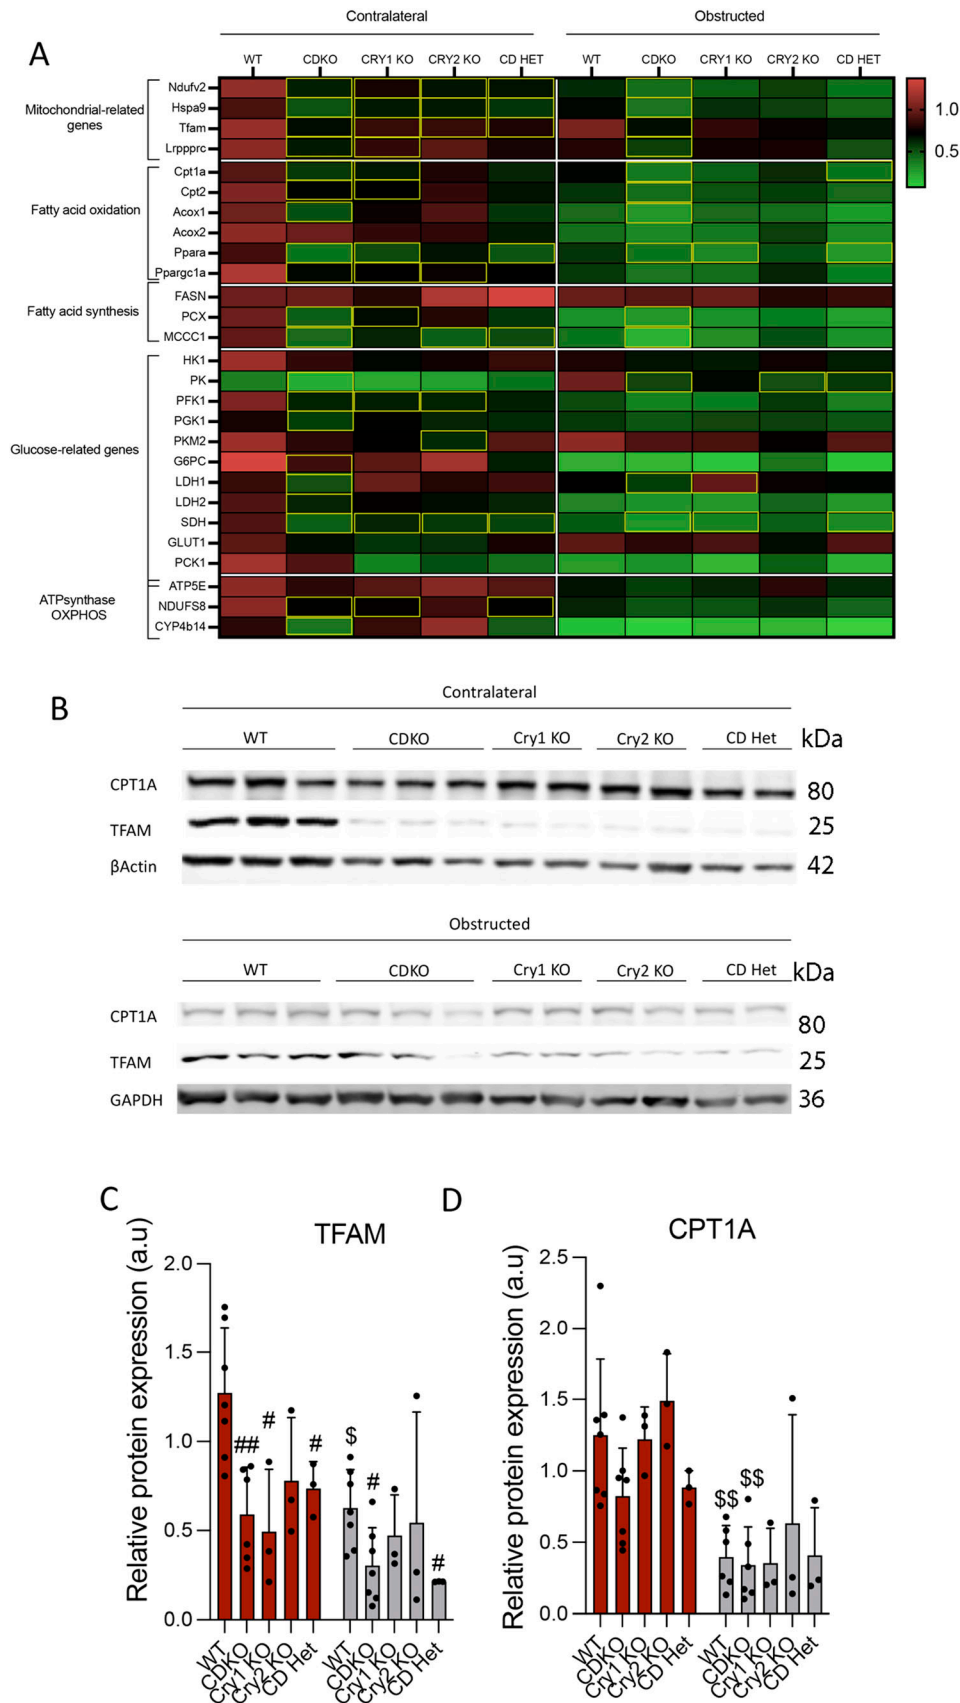 Contralateral Obstructed
A
WT CDKO CRY1 KO CRY2 KO CD HET WT CDKO CRY1 KO CRY2 KO CD HET
Mitochondrial-related genes
Ndufv2
Hspa9
Tfam
Lrppprc
1.0
0.5
Fatty acid oxidation
Cpt1a
Cpt2
Acox1
Acox2
Ppara
Ppargc1a
Fatty acid synthesis
FASN
PCX
MCCC1
Glucose-related genes
HK1
PK
PFK1
PGK1
PKM2
G6PC
LDH1
LDH2
SDH
GLUT1
PCK1
ATPsynthase
OXPHOS
ATP5E
NDUFS8
CYP4b14
B
Contralateral
WT CDKO Cry1 KO Cry2 KO CD Het kDa
CPT1A 80
TFAM 25
βActin 42
Obstructed
WT CDKO Cry1 KO Cry2 KO CD Het kDa
CPT1A 80
TFAM 25
GAPDH 36
C
TFAM
Relative protein expression (a.u)
2.0
1.5
1.0
0.5
0.0
## # # $ # #
WT CDKO Cry1 KO Cry2 KO CD Het WT CDKO Cry1 KO Cry2 KO CD Het
D
CPT1A
Relative protein expression (a.u)
2.5
2.0
1.5
1.0
0.5
0.0
$$ $$
WT CDKO Cry1 KO Cry2 KO CD Het WT CDKO Cry1 KO Cry2 KO CD Het